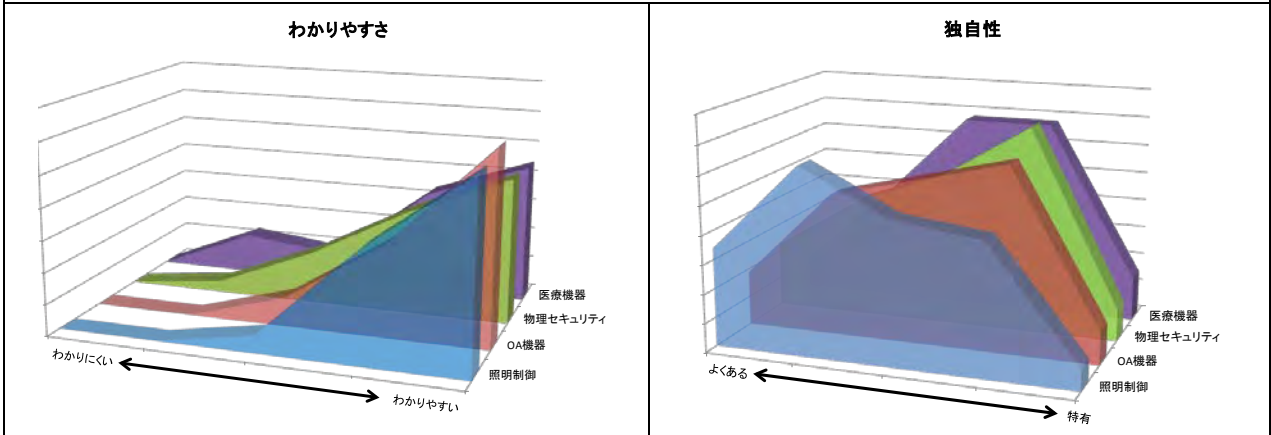 わかりやすさ
医療機器
物理セキュリティ
OA機器
照明制御
わかりにくい
わかりやすい
独自性
医療機器
物理セキュリティ
OA機器
照明制御
よくある
特有